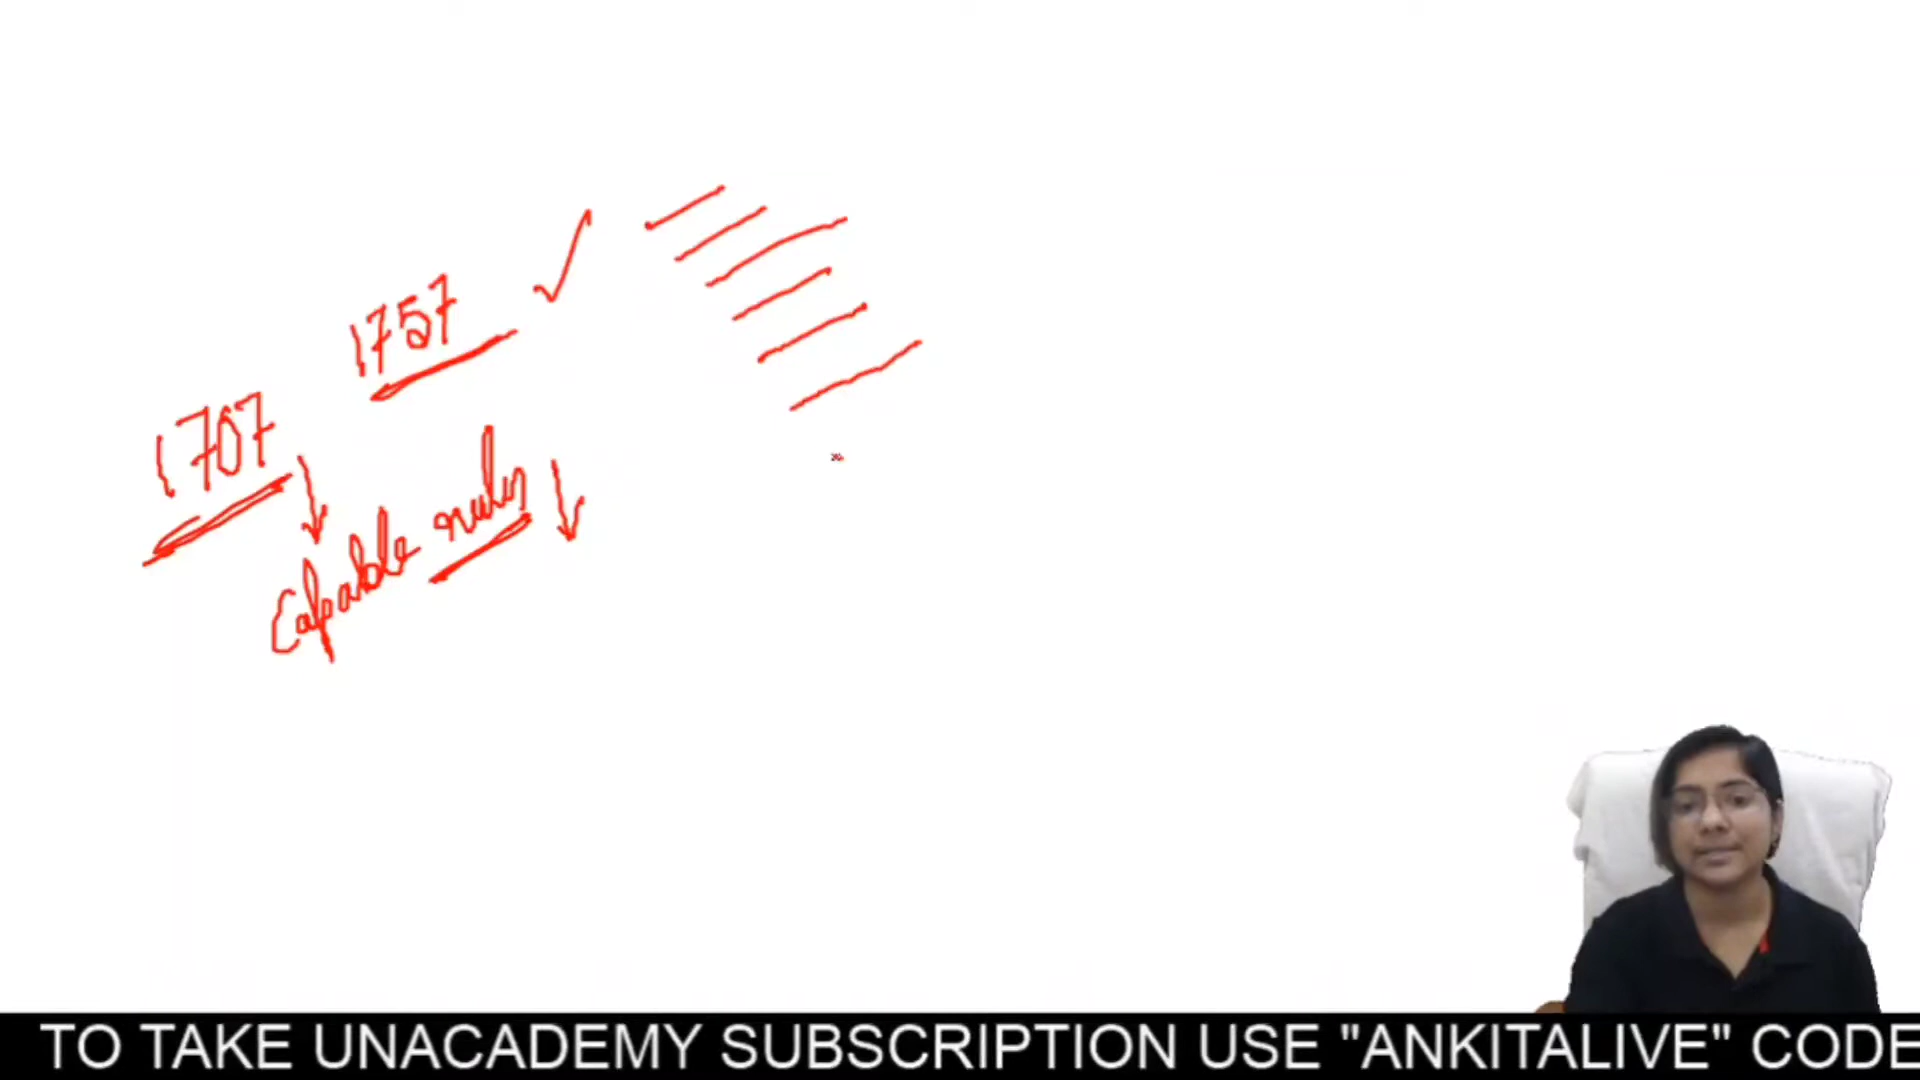 1757
1707
Capable rulers
TO TAKE UNACADEMY SUBSCRIPTION USE "ANKITALIVE" CODE